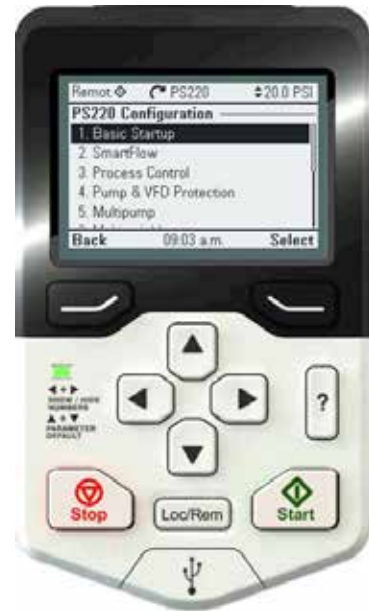 Remot PS220 20.0 PSI
PS220 Configuration
1. Basic Startup
2. SmartFlow
3. Process Control
4. Pump & VFD Protection
5. Multipump
Back 09:03 a.m. Select
SHOW / HIDE
NUMBERS
PARAMETER
DEFAULT
?
Stop
Loc/Rem
Start